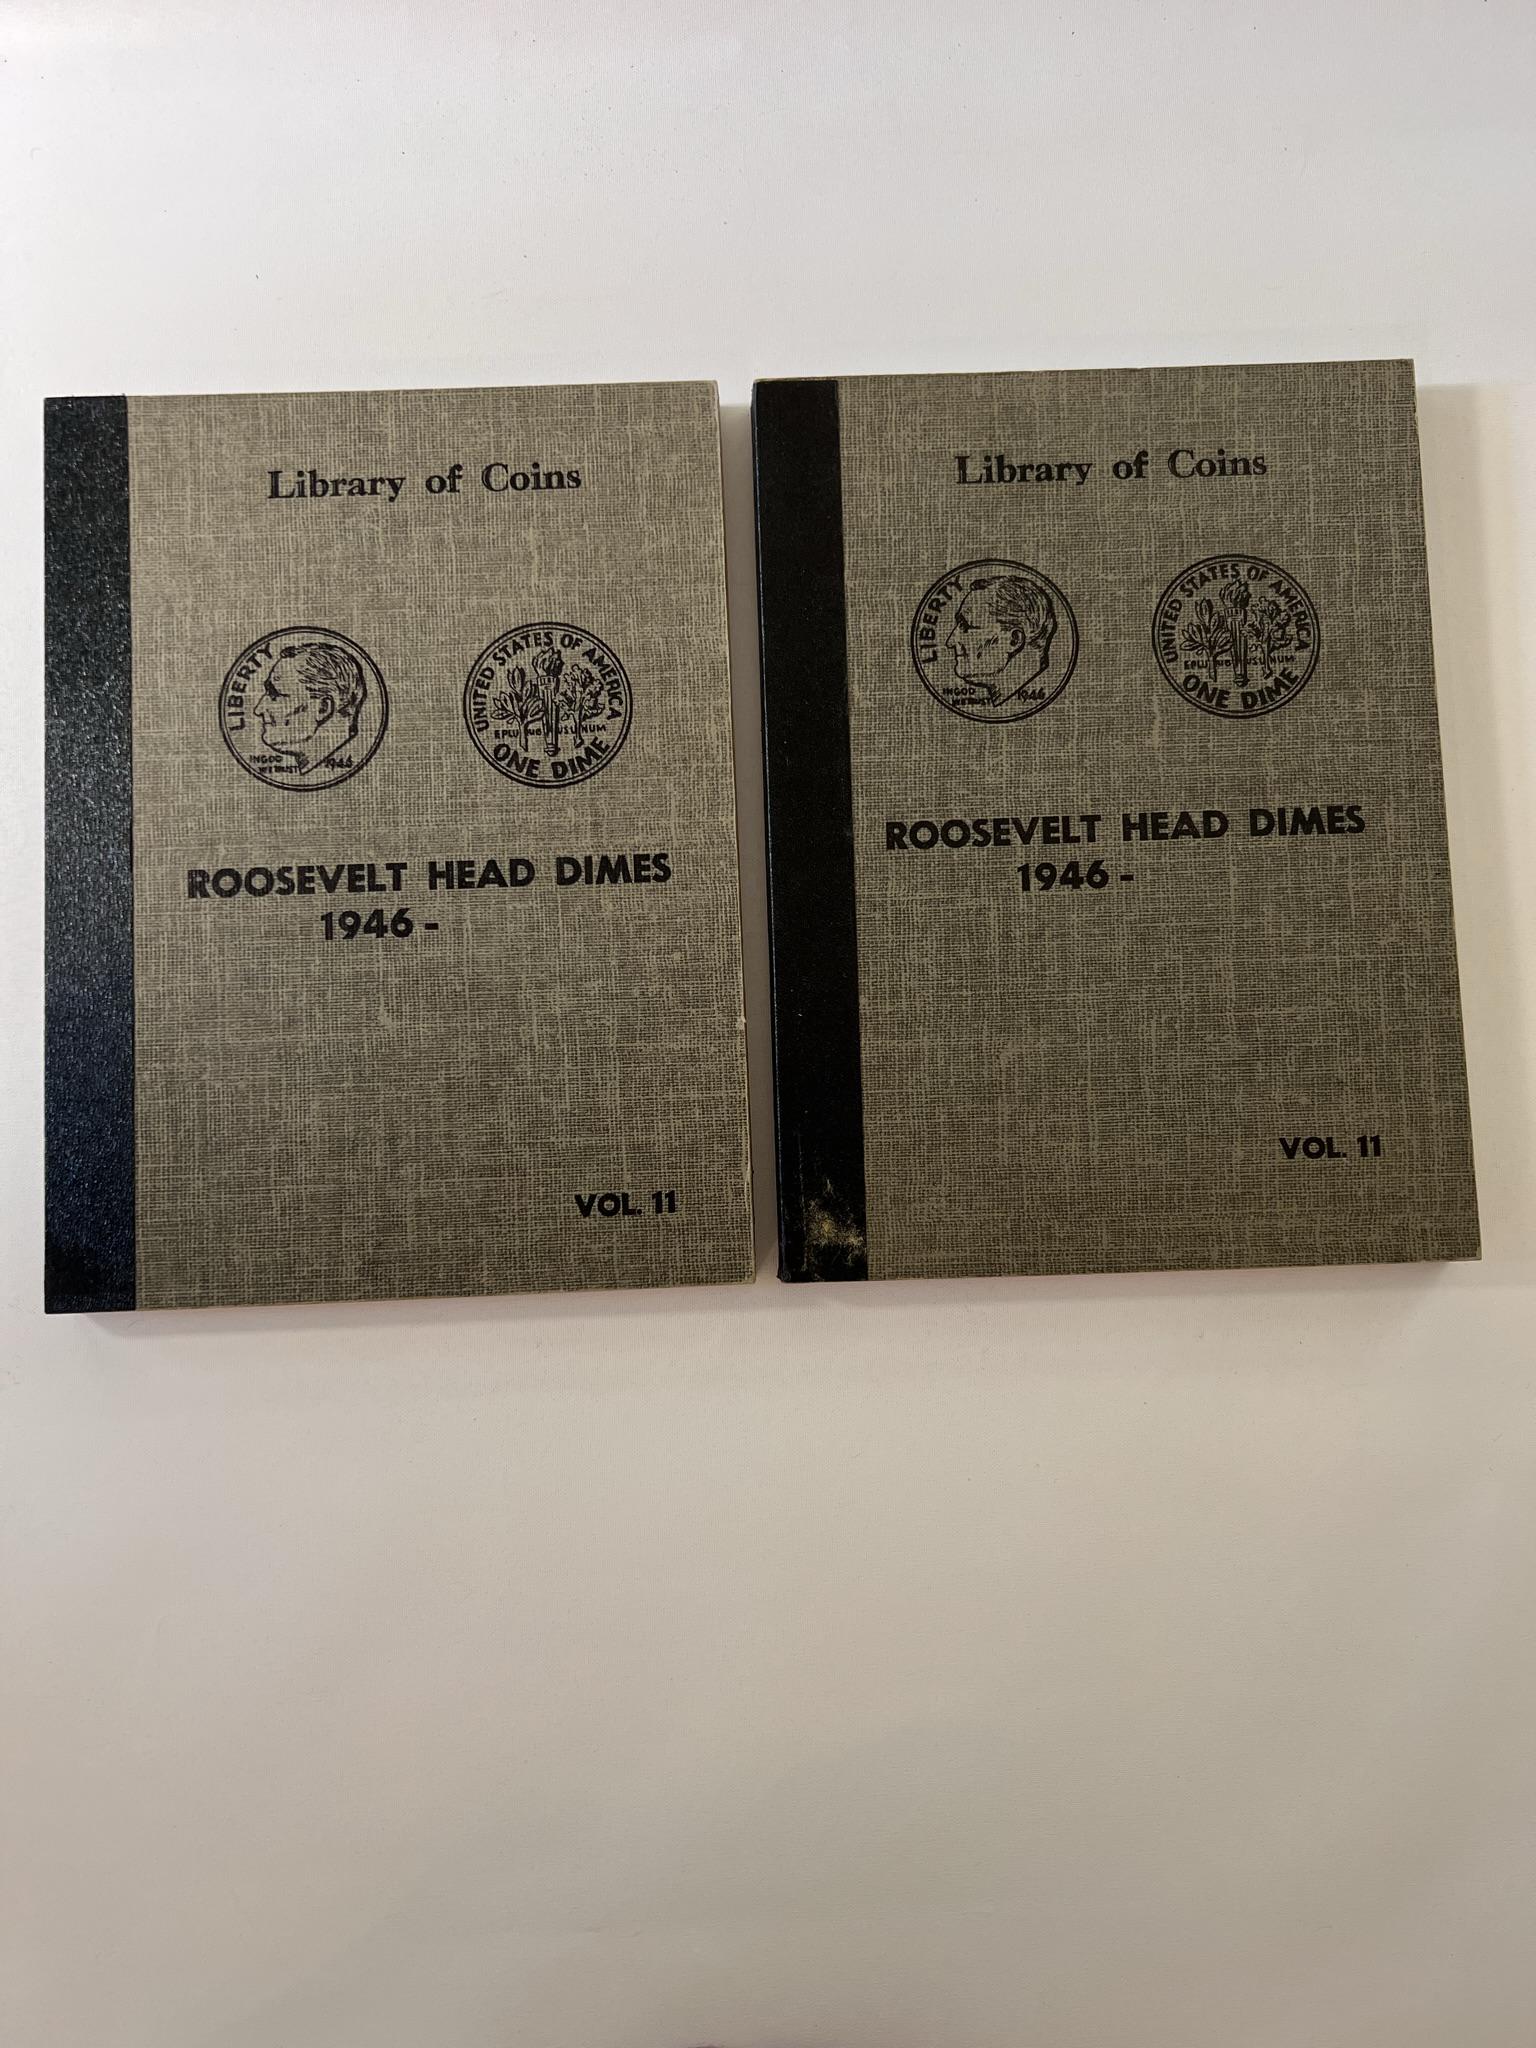 Library of Coins
LIBERTY
IN GOD
WE TRUST
1946
UNITED STATES OF AMERICA
E PLURIBUS UNUM
ONE DIME
ROOSEVELT HEAD DIMES
1946 -
VOL. 11
Library of Coins
LIBERTY
IN GOD
WE TRUST
1946
UNITED STATES OF AMERICA
ONE DIME
ROOSEVELT HEAD DIMES
1946 -
VOL. 11